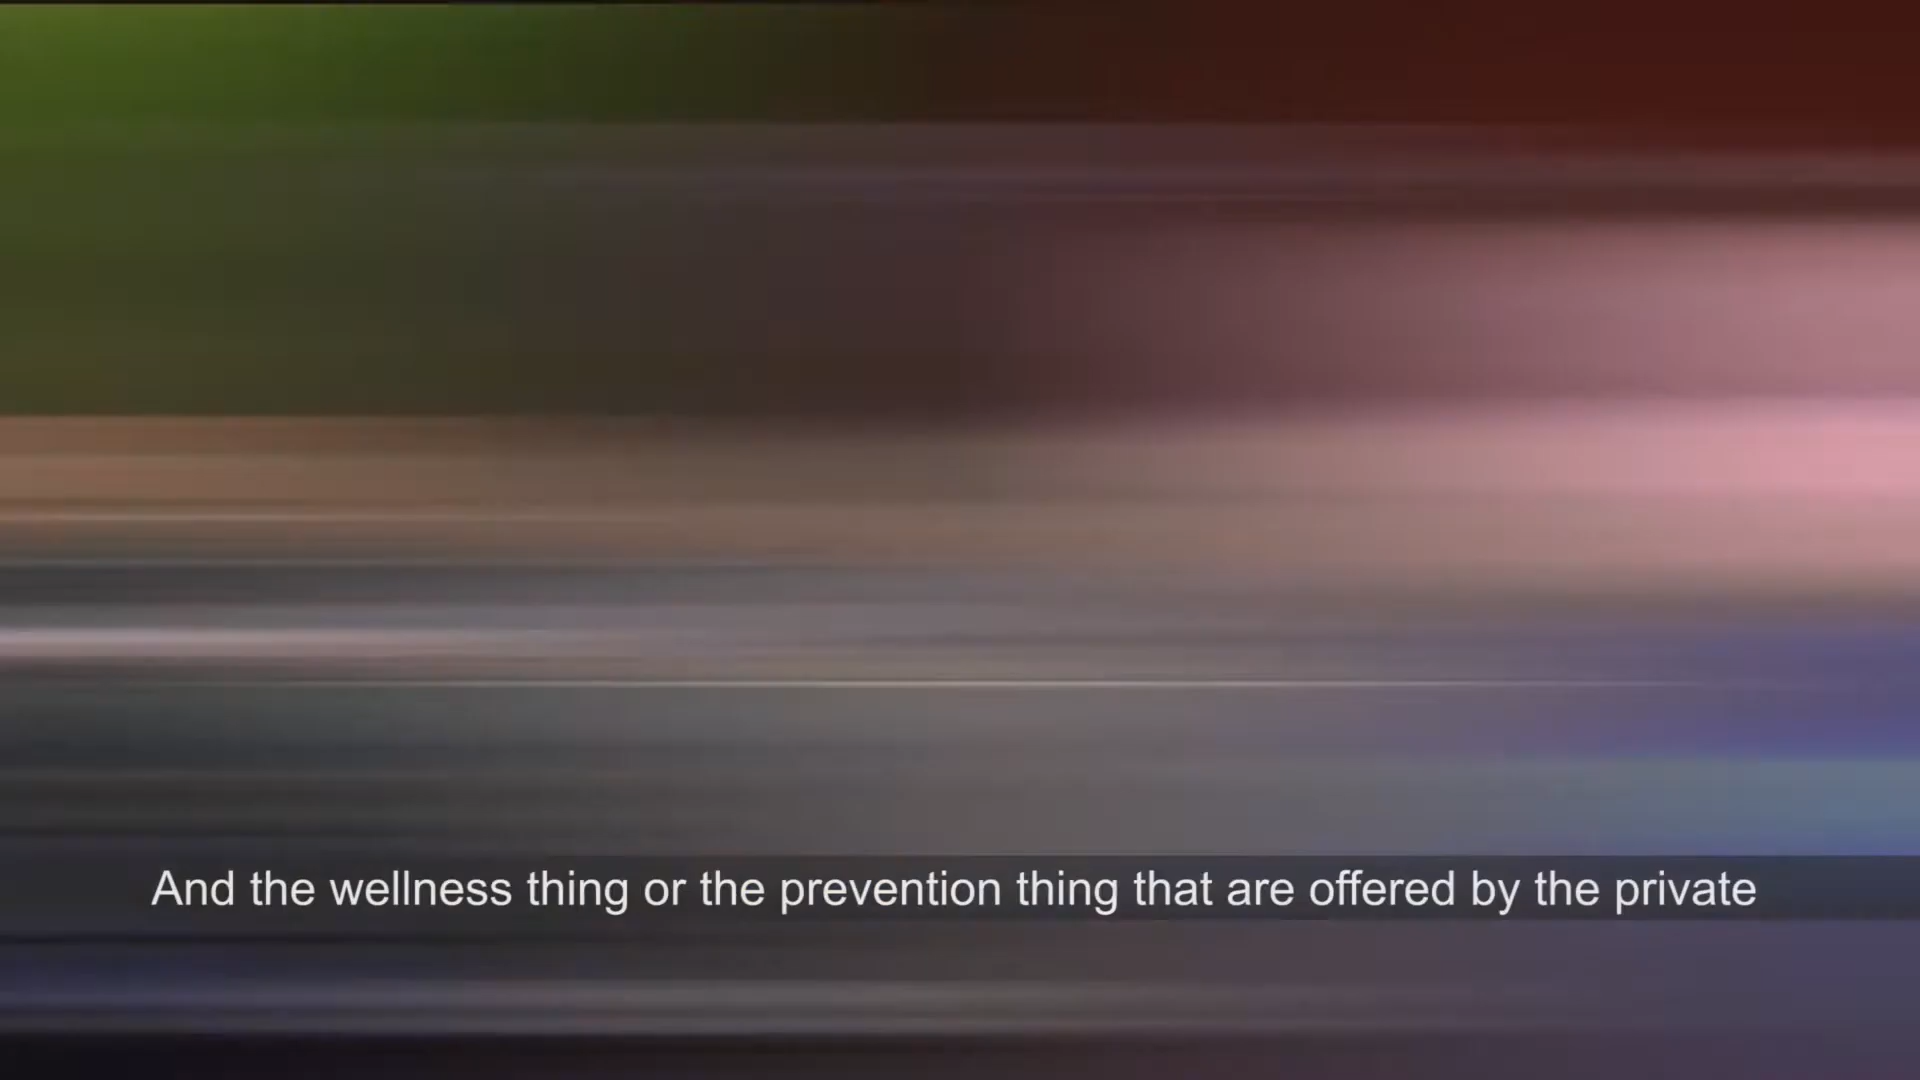 And the wellness thing or the prevention thing that are offered by the private